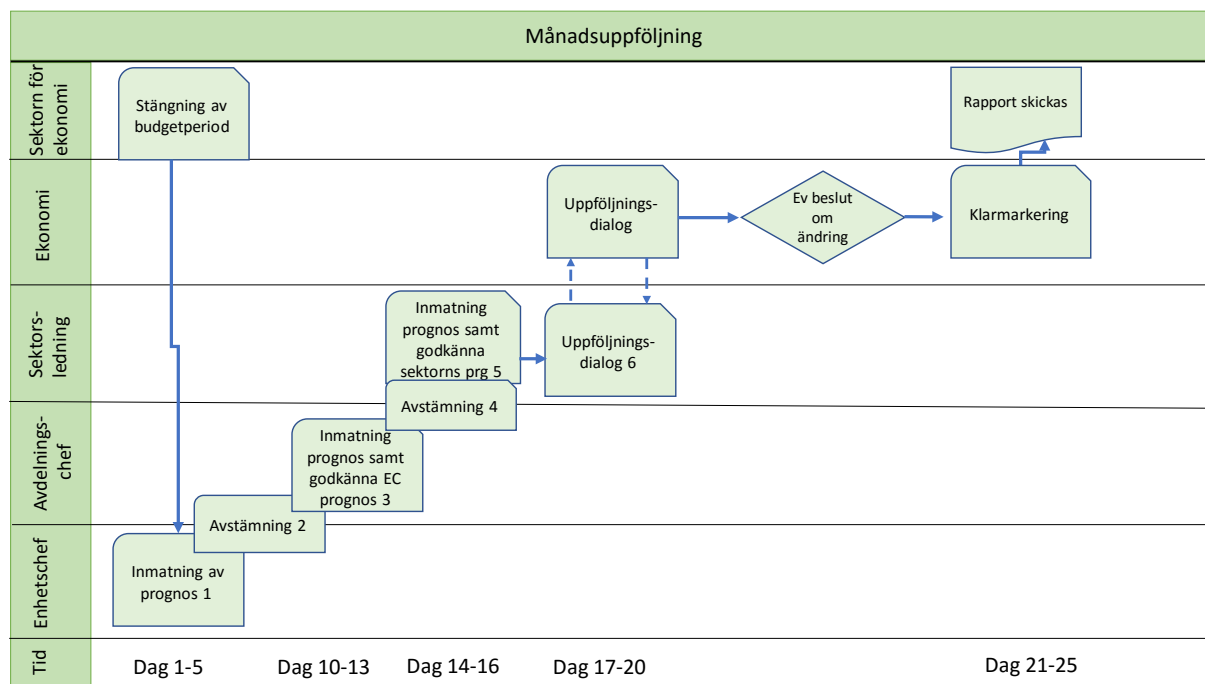 Månadsuppföljning
Sektorn för
ekonomi
Stängning av
budgetperiod
Rapport skickas
Ekonomi
Uppföljnings-
dialog
Ev beslut
om
ändring
Klarmarkering
Sektors-
ledning
Inmatning
prognos samt
godkänna
sektorns prg 5
Uppföljnings-
dialog 6
Avstämning 4
Avdelnings-
chef
Inmatning
prognos samt
godkänna EC
prognos 3
Avstämning 2
Enhetschef
Inmatning av
prognos 1
Tid
Dag 1-5
Dag 10-13
Dag 14-16
Dag 17-20
Dag 21-25